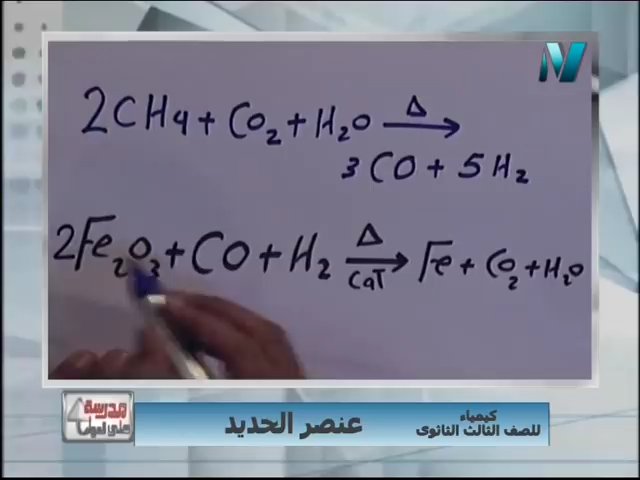 2CH4 + CO2 + H2O →Δ
3CO + 5H2
2Fe2O3 + CO + H2 →Δ CaT Fe + CO2 + H2O
مدرسة
على الهواء
عنصر الحديد
كيمياء
للصف الثالث الثانوى